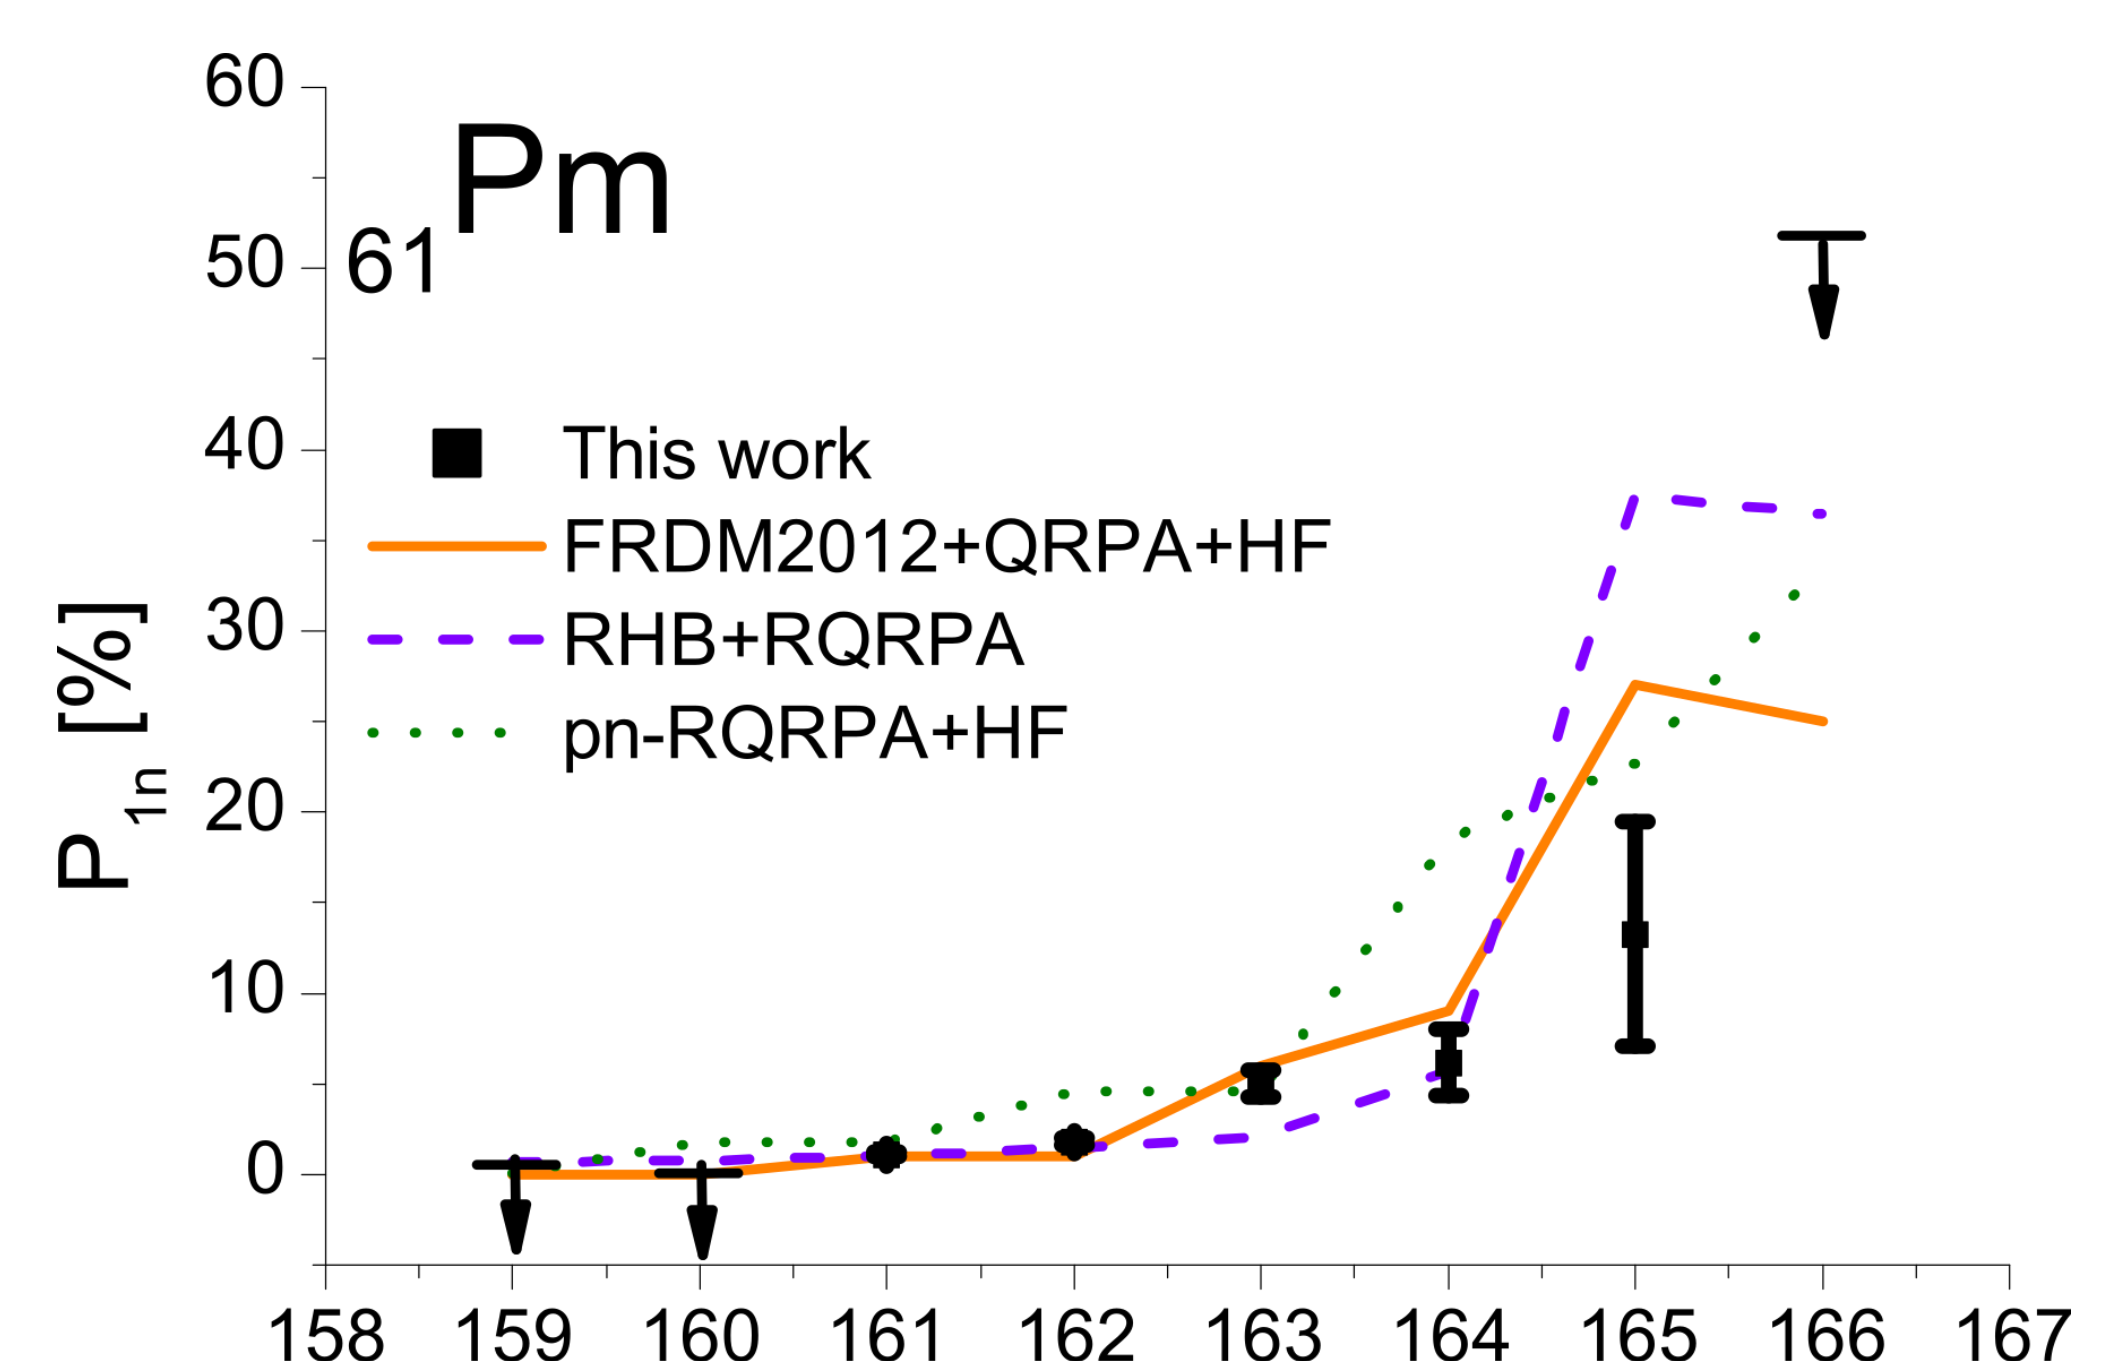 60
50
40
30
20
10
0
P1n [%]
61Pm
This work
FRDM2012+QRPA+HF
RHB+RQRPA
pn-RQRPA+HF
158 159 160 161 162 163 164 165 166 167